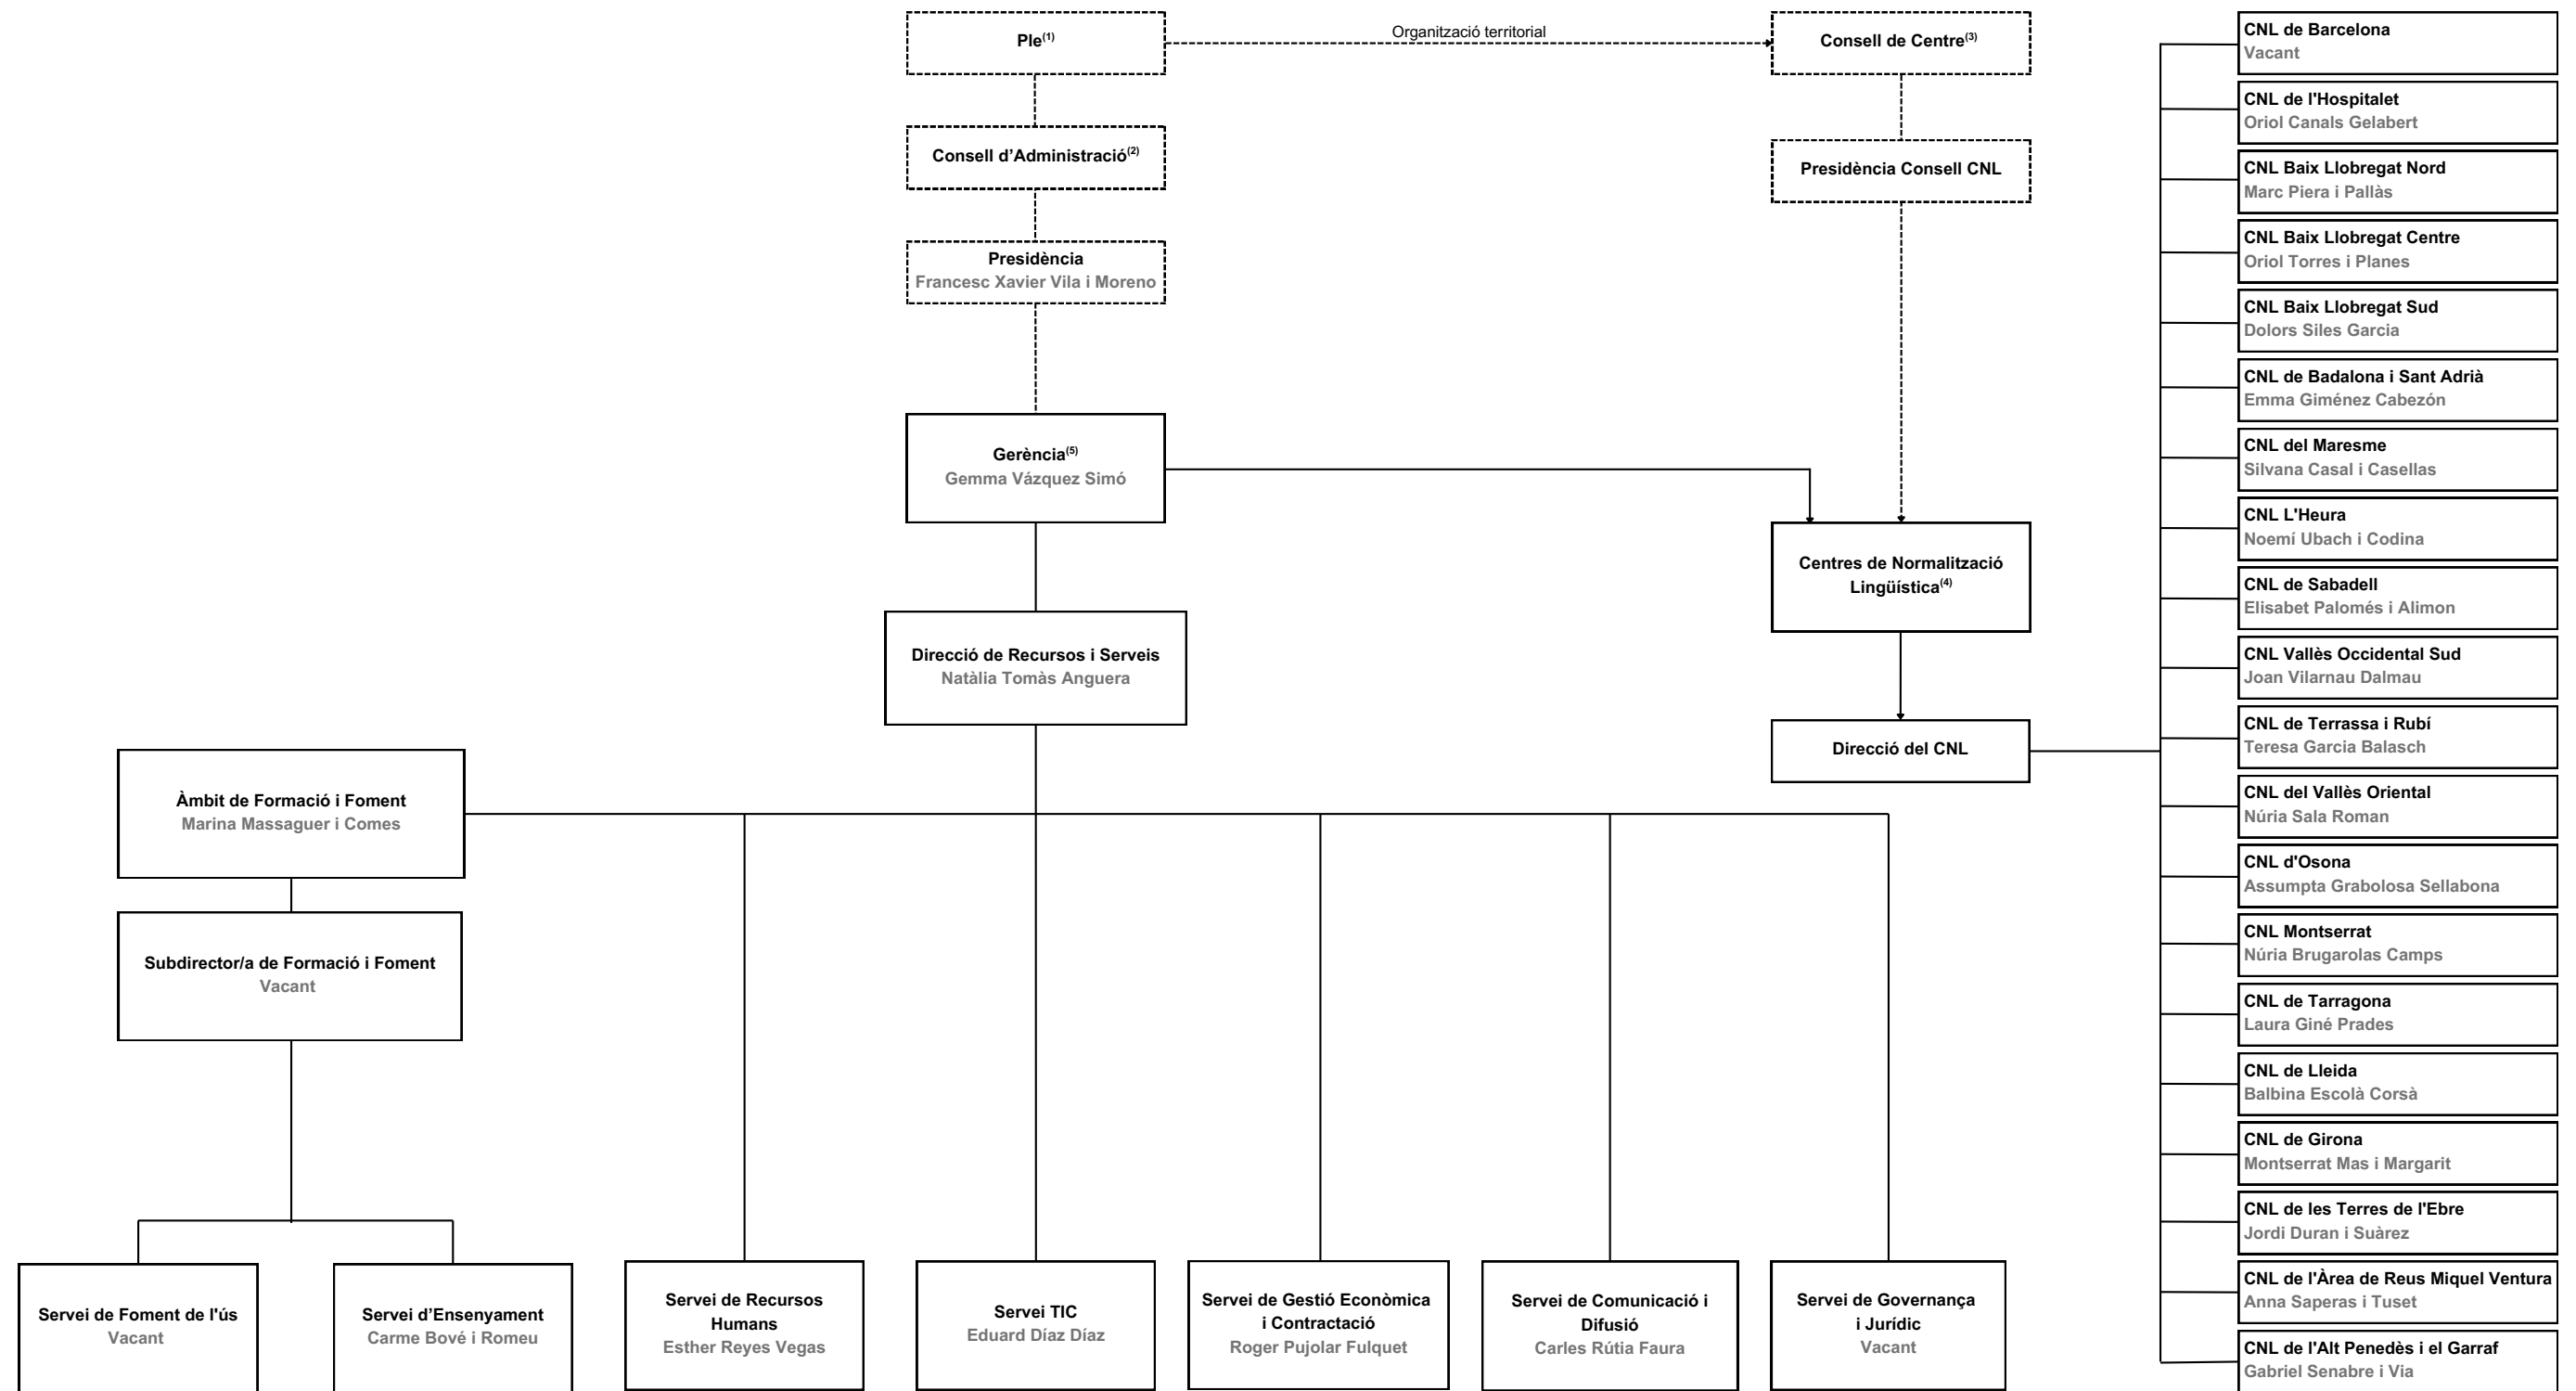 Ple(1)
Organització territorial
Consell de Centre(3)
Consell d’Administració(2)
Presidència Consell CNL
Presidència
Francesc Xavier Vila i Moreno
Gerència(5)
Gemma Vázquez Simó
Centres de Normalització
Lingüística(4)
Direcció de Recursos i Serveis
Natàlia Tomàs Anguera
Direcció del CNL
Àmbit de Formació i Foment
Marina Massaguer i Comes
Subdirector/a de Formació i Foment
Vacant
Servei de Foment de l'ús
Vacant
Servei d’Ensenyament
Carme Bové i Romeu
Servei de Recursos
Humans
Esther Reyes Vegas
Servei TIC
Eduard Díaz Díaz
Servei de Gestió Econòmica
i Contractació
Roger Pujolar Fulquet
Servei de Comunicació i
Difusió
Carles Rútia Faura
Servei de Governança
i Jurídic
Vacant
CNL de Barcelona
Vacant
CNL de l'Hospitalet
Oriol Canals Gelabert
CNL Baix Llobregat Nord
Marc Piera i Pallàs
CNL Baix Llobregat Centre
Oriol Torres i Planes
CNL Baix Llobregat Sud
Dolors Siles Garcia
CNL de Badalona i Sant Adrià
Emma Giménez Cabezón
CNL del Maresme
Silvana Casal i Casellas
CNL L'Heura
Noemí Ubach i Codina
CNL de Sabadell
Elisabet Palomés i Alimon
CNL Vallès Occidental Sud
Joan Vilarnau Dalmau
CNL de Terrassa i Rubí
Teresa Garcia Balasch
CNL del Vallès Oriental
Núria Sala Roman
CNL d'Osona
Assumpta Grabolosa Sellabona
CNL Montserrat
Núria Brugarolas Camps
CNL de Tarragona
Laura Giné Prades
CNL de Lleida
Balbina Escolà Corsà
CNL de Girona
Montserrat Mas i Margarit
CNL de les Terres de l'Ebre
Jordi Duran i Suàrez
CNL de l'Àrea de Reus Miquel Ventura
Anna Saperas i Tuset
CNL de l'Alt Penedès i el Garraf
Gabriel Senabre i Via